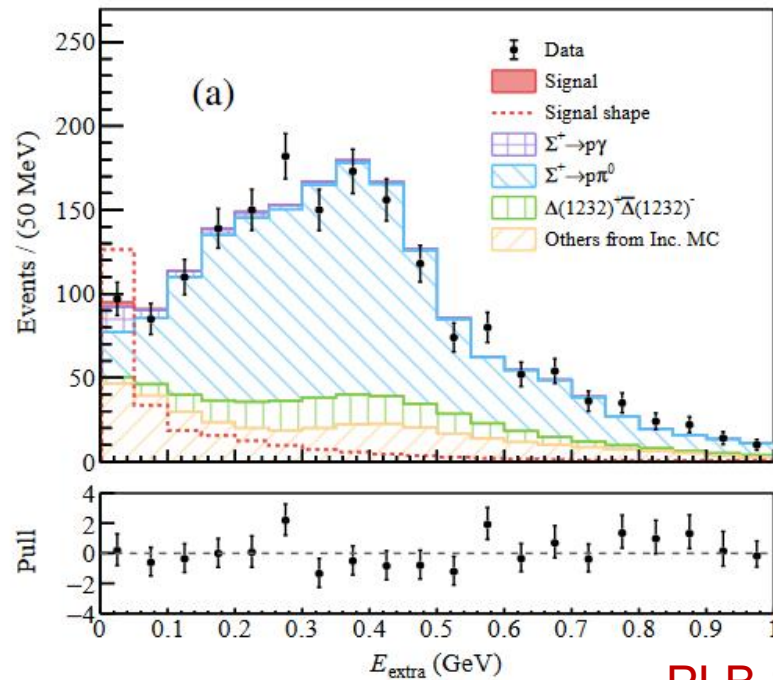 250
200
150
100
50
0
Events / (50 MeV)
(a)
Data
Signal
Signal shape
Σ⁺→pγ
Σ⁺→pπ⁰
Δ(1232)⁺Δ̅(1232)⁻
Others from Inc. MC
4
2
0
−2
−4
Pull
0 0.1 0.2 0.3 0.4 0.5 0.6 0.7 0.8 0.9 1
E_extra (GeV)
PLB